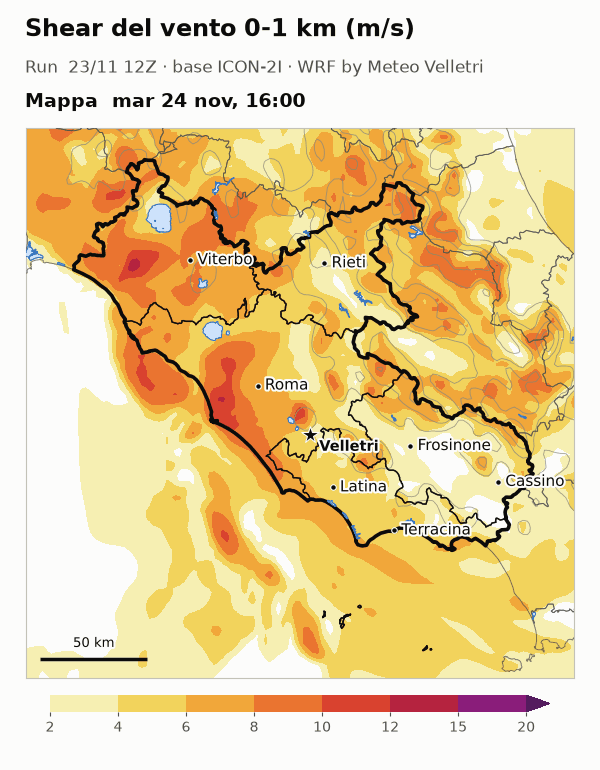 Shear del vento 0-1 km (m/s)
Run  23/11 12Z · base ICON-2I · WRF by Meteo Velletri
Mappa  mar 24 nov, 16:00
Viterbo
Rieti
Roma
Velletri
Frosinone
Latina
Cassino
Terracina
50 km
2 4 6 8 10 12 15 20